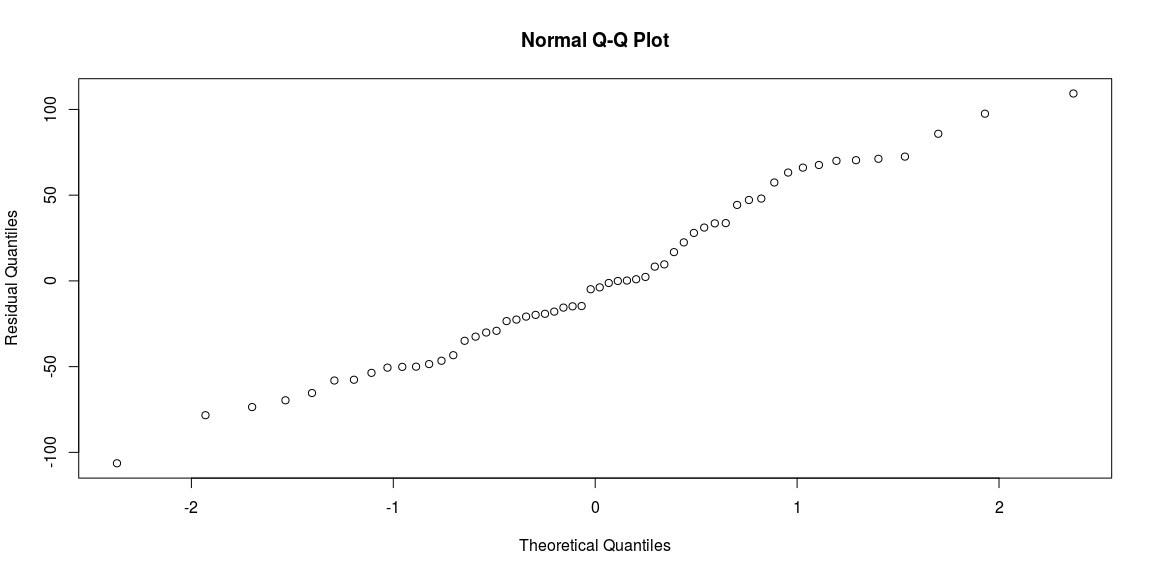 Normal Q-Q Plot
100
50
0
-50
-100
Residual Quantiles
-2 -1 0 1 2
Theoretical Quantiles